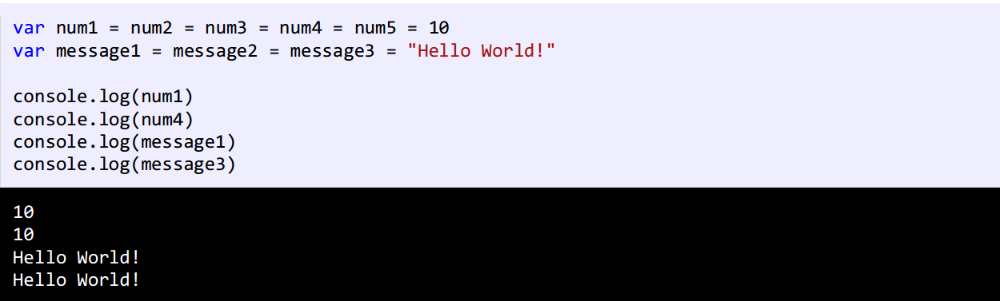 var num1 = num2 = num3 = num4 = num5 = 10
var message1 = message2 = message3 = "Hello World!"
console.log(num1)
console.log(num4)
console.log(message1)
console.log(message3)
10
10
Hello World!
Hello World!